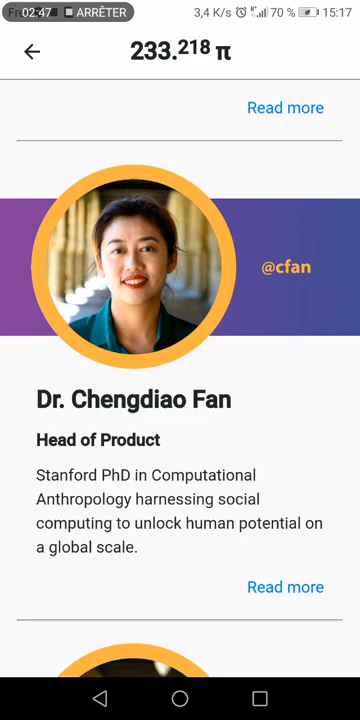 02:47 ARRÊTER 3,4 K/s 70 % 15:17
233.218 π
Read more
@cfan
Dr. Chengdiao Fan
Head of Product
Stanford PhD in Computational
Anthropology harnessing social
computing to unlock human potential on
a global scale.
Read more